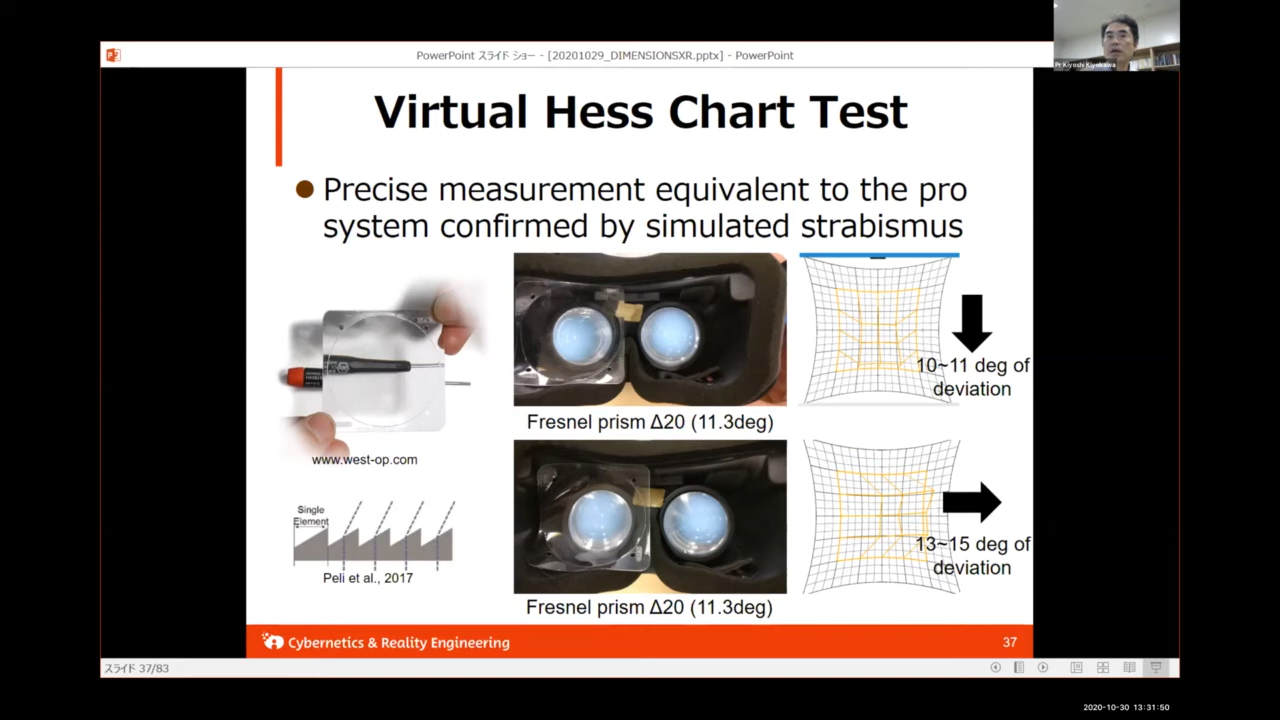 PowerPoint スライド ショー - [20201029_DIMENSIONSXR.pptx] - PowerPoint
Pr Kiyoshi Kiyokawa
Virtual Hess Chart Test
Precise measurement equivalent to the pro
system confirmed by simulated strabismus
www.west-op.com
Single
Element
Peli et al., 2017
Fresnel prism Δ20 (11.3deg)
10~11 deg of
deviation
Fresnel prism Δ20 (11.3deg)
13~15 deg of
deviation
Cybernetics & Reality Engineering
37
スライド 37/83
2020-10-30 13:31:50